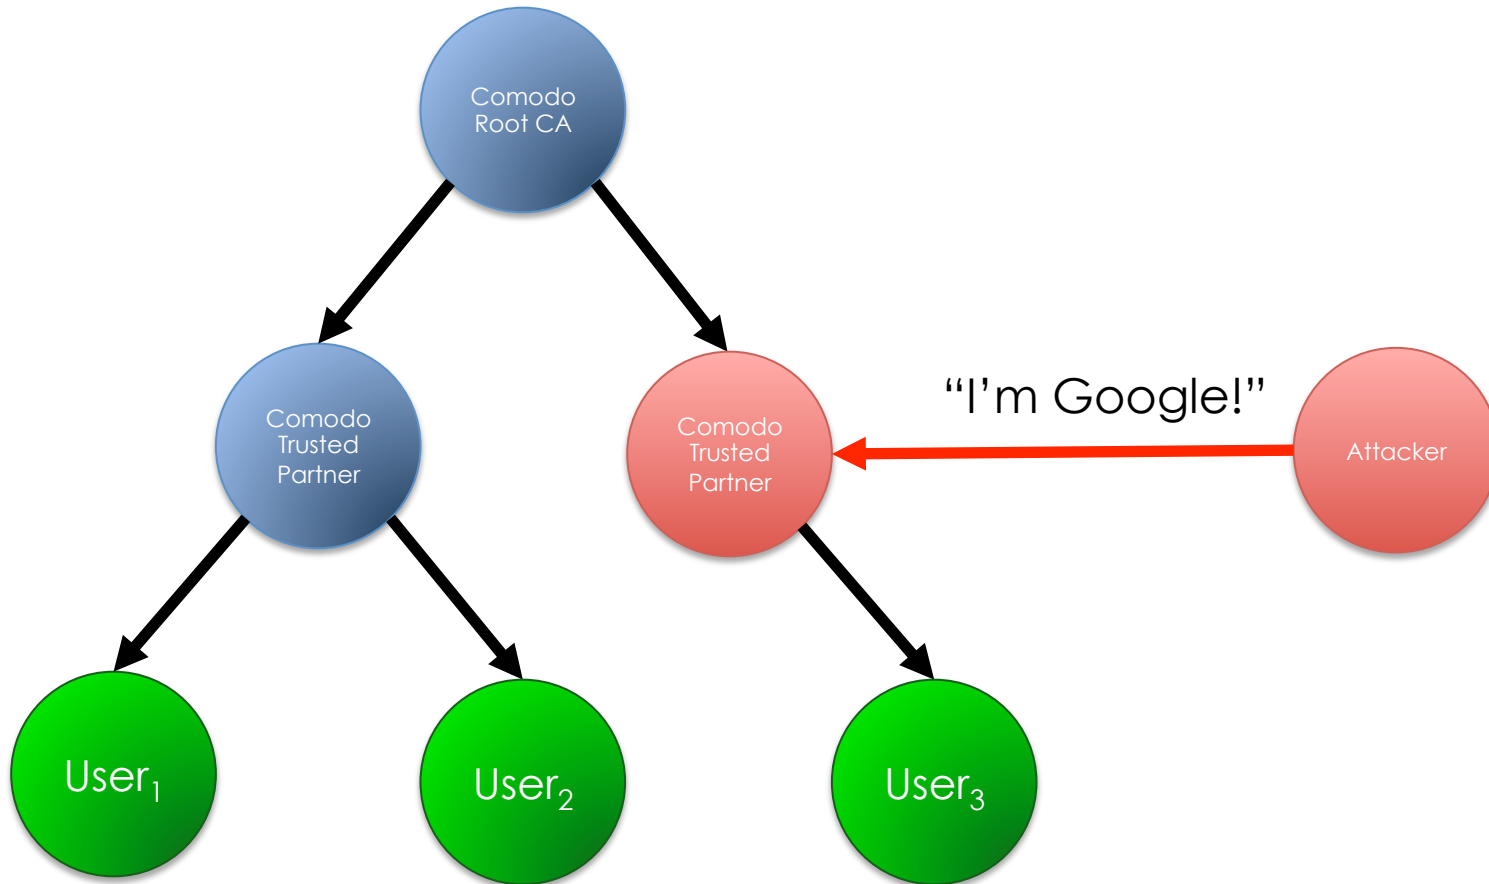 Comodo
Root CA
Comodo
Trusted
Partner
Comodo
Trusted
Partner
“I’m Google!”
Attacker
User₁
User₂
User₃